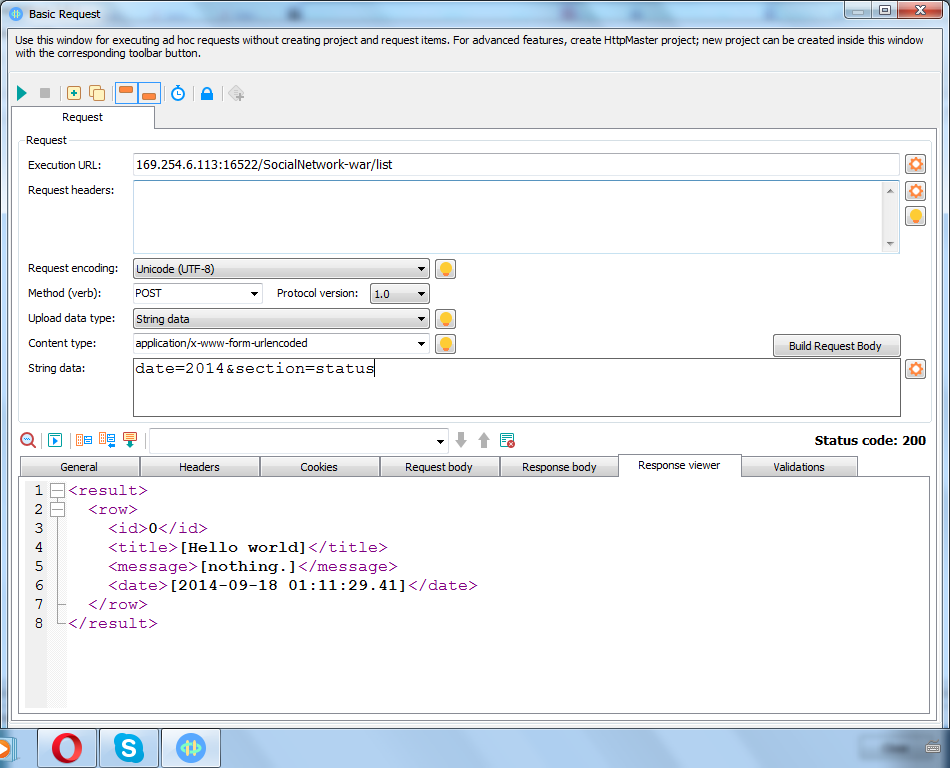 Basic Request
Use this window for executing ad hoc requests without creating project and request items. For advanced features, create HttpMaster project; new project can be created inside this window
with the corresponding toolbar button.
Request
Request
Execution URL: 169.254.6.113:16522/SocialNetwork-war/list
Request headers:
Request encoding: Unicode (UTF-8)
Method (verb): POST Protocol version: 1.0
Upload data type: String data
Content type: application/x-www-form-urlencoded Build Request Body
String data: date=2014&section=status
Status code: 200
General Headers Cookies Request body Response body Response viewer Validations
1 <result>
2 <row>
3 <id>0</id>
4 <title>[Hello world]</title>
5 <message>[nothing.]</message>
6 <date>[2014-09-18 01:11:29.41]</date>
7 </row>
8 </result>